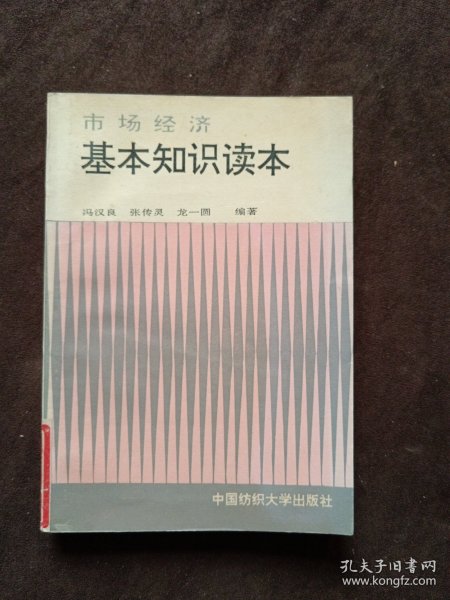 市场经济
基本知识读本
冯汉良 张传灵 龙一圆 编著
中国纺织大学出版社
孔夫子旧书网
www.kongfz.com